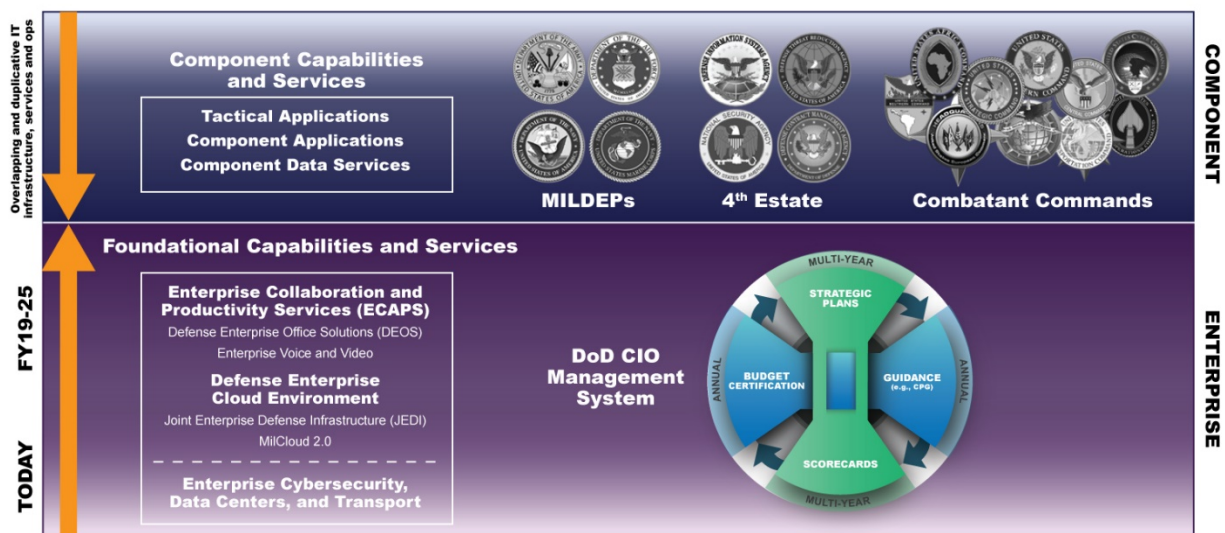 Overlapping and duplicative IT
infrastructure, services and ops
Component Capabilities
and Services
Tactical Applications
Component Applications
Component Data Services
MILDEPs
4th Estate
Combatant Commands
COMPONENT
Foundational Capabilities and Services
FY19-25
TODAY
Enterprise Collaboration and
Productivity Services (ECAPS)
Defense Enterprise Office Solutions (DEOS)
Enterprise Voice and Video
Defense Enterprise
Cloud Environment
Joint Enterprise Defense Infrastructure (JEDI)
MilCloud 2.0
Enterprise Cybersecurity,
Data Centers, and Transport
DoD CIO
Management
System
MULTI-YEAR
STRATEGIC
PLANS
ANNUAL
BUDGET
CERTIFICATION
GUIDANCE
(e.g., CPG)
ANNUAL
SCORECARDS
MULTI-YEAR
ENTERPRISE